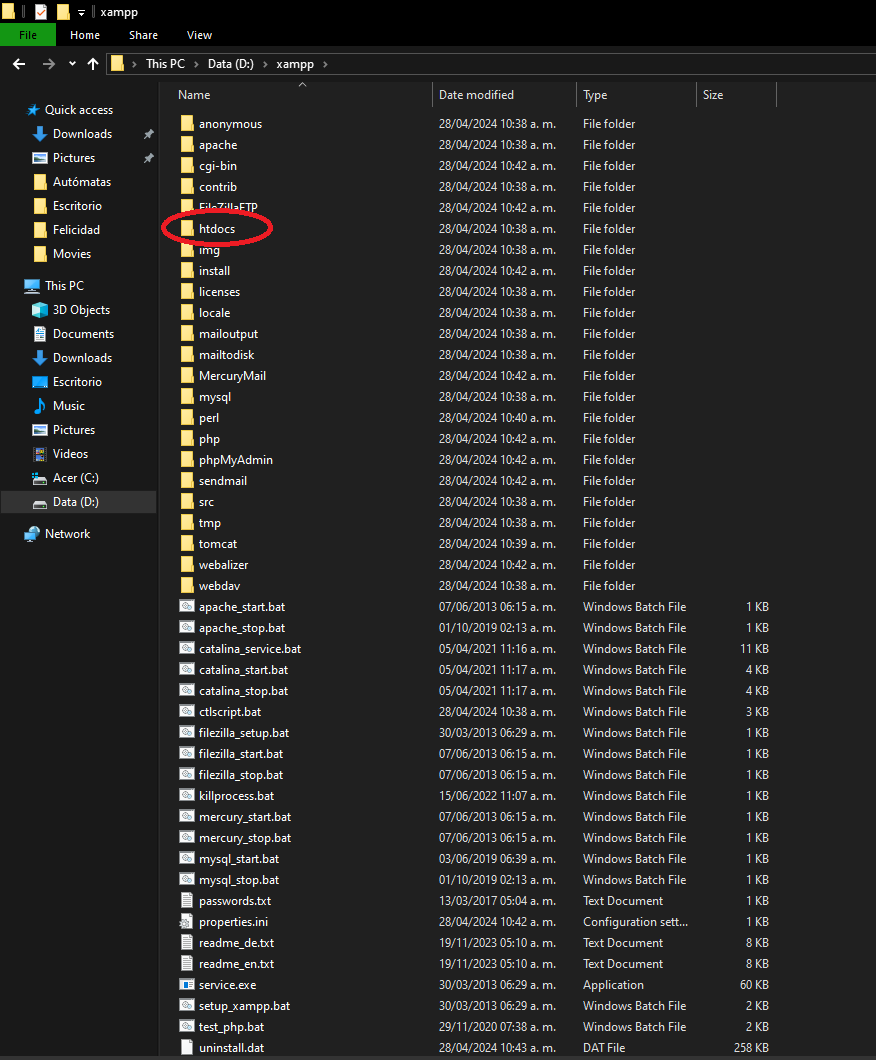 xampp
File Home Share View
This PC Data (D:) xampp
Name Date modified Type Size
Quick access
Downloads
Pictures
Autómatas
Escritorio
Felicidad
Movies
This PC
3D Objects
Documents
Downloads
Escritorio
Music
Pictures
Videos
Acer (C:)
Data (D:)
Network
anonymous 28/04/2024 10:38 a. m. File folder
apache 28/04/2024 10:38 a. m. File folder
cgi-bin 28/04/2024 10:42 a. m. File folder
contrib 28/04/2024 10:38 a. m. File folder
FileZillaFTP 28/04/2024 10:42 a. m. File folder
htdocs 28/04/2024 10:38 a. m. File folder
img 28/04/2024 10:38 a. m. File folder
install 28/04/2024 10:42 a. m. File folder
licenses 28/04/2024 10:38 a. m. File folder
locale 28/04/2024 10:38 a. m. File folder
mailoutput 28/04/2024 10:38 a. m. File folder
mailtodisk 28/04/2024 10:38 a. m. File folder
MercuryMail 28/04/2024 10:42 a. m. File folder
mysql 28/04/2024 10:38 a. m. File folder
perl 28/04/2024 10:40 a. m. File folder
php 28/04/2024 10:42 a. m. File folder
phpMyAdmin 28/04/2024 10:42 a. m. File folder
sendmail 28/04/2024 10:42 a. m. File folder
src 28/04/2024 10:38 a. m. File folder
tmp 28/04/2024 10:38 a. m. File folder
tomcat 28/04/2024 10:39 a. m. File folder
webalizer 28/04/2024 10:42 a. m. File folder
webdav 28/04/2024 10:38 a. m. File folder
apache_start.bat 07/06/2013 06:15 a. m. Windows Batch File 1 KB
apache_stop.bat 01/10/2019 02:13 a. m. Windows Batch File 1 KB
catalina_service.bat 05/04/2021 11:16 a. m. Windows Batch File 11 KB
catalina_start.bat 05/04/2021 11:17 a. m. Windows Batch File 4 KB
catalina_stop.bat 05/04/2021 11:17 a. m. Windows Batch File 4 KB
ctlscript.bat 28/04/2024 10:38 a. m. Windows Batch File 3 KB
filezilla_setup.bat 30/03/2013 06:29 a. m. Windows Batch File 1 KB
filezilla_start.bat 07/06/2013 06:15 a. m. Windows Batch File 1 KB
filezilla_stop.bat 07/06/2013 06:15 a. m. Windows Batch File 1 KB
killprocess.bat 15/06/2022 11:07 a. m. Windows Batch File 1 KB
mercury_start.bat 07/06/2013 06:15 a. m. Windows Batch File 1 KB
mercury_stop.bat 07/06/2013 06:15 a. m. Windows Batch File 1 KB
mysql_start.bat 03/06/2019 06:39 a. m. Windows Batch File 1 KB
mysql_stop.bat 01/10/2019 02:13 a. m. Windows Batch File 1 KB
passwords.txt 13/03/2017 05:04 a. m. Text Document 1 KB
properties.ini 28/04/2024 10:42 a. m. Configuration sett... 1 KB
readme_de.txt 19/11/2023 05:10 a. m. Text Document 8 KB
readme_en.txt 19/11/2023 05:10 a. m. Text Document 8 KB
service.exe 30/03/2013 06:29 a. m. Application 60 KB
setup_xampp.bat 30/03/2013 06:29 a. m. Windows Batch File 2 KB
test_php.bat 29/11/2020 07:38 a. m. Windows Batch File 2 KB
uninstall.dat 28/04/2024 10:43 a. m. DAT File 258 KB